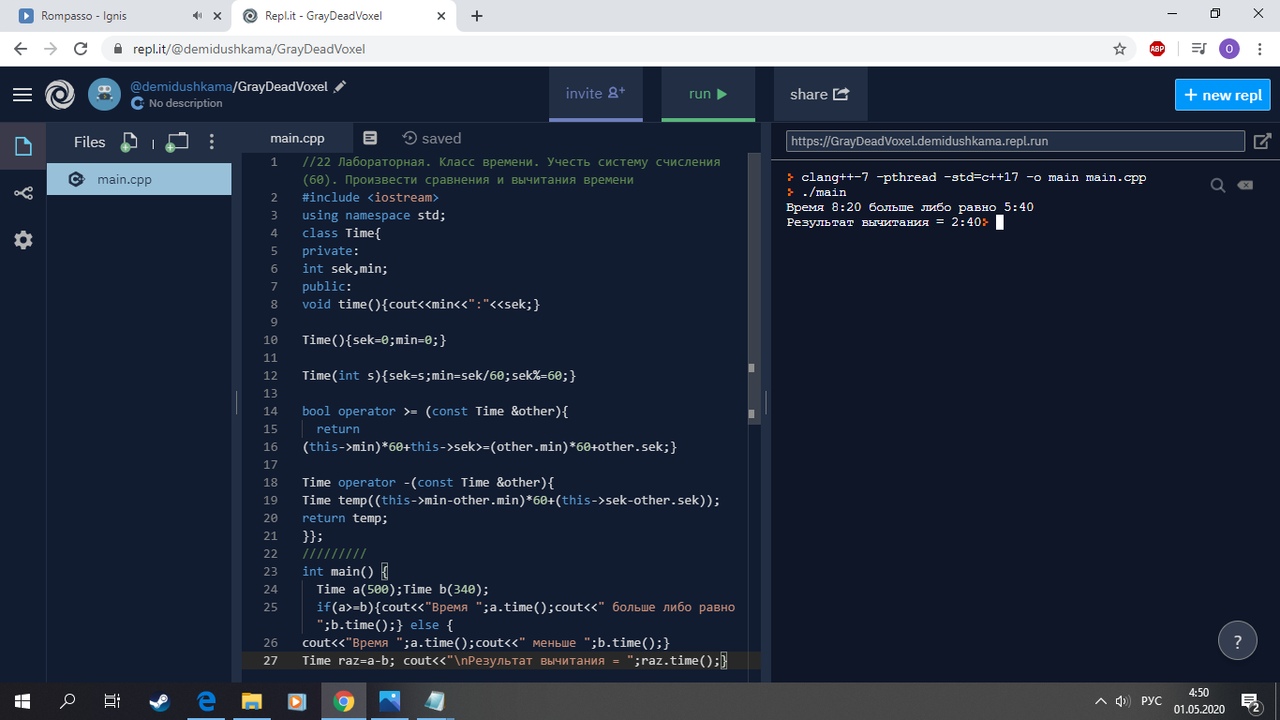 Rompasso - Ignis
Repl.it - GrayDeadVoxel
repl.it/@demidushkama/GrayDeadVoxel
ABP
O
@demidushkama/GrayDeadVoxel
No description
invite
run
share
+ new repl
Files
main.cpp
main.cpp
saved
1 //22 Лабораторная. Класс времени. Учесть систему счисления
(60). Произвести сравнения и вычитания времени
2 #include <iostream>
3 using namespace std;
4 class Time{
5 private:
6 int sek,min;
7 public:
8 void time(){cout<<min<<":"<<sek;}
9
10 Time(){sek=0;min=0;}
11
12 Time(int s){sek=s;min=sek/60;sek%=60;}
13
14 bool operator >= (const Time &other){
15 return
16 (this->min)*60+this->sek>=(other.min)*60+other.sek;}
17
18 Time operator -(const Time &other){
19 Time temp((this->min-other.min)*60+(this->sek-other.sek));
20 return temp;
21 }};
22 /////////
23 int main() {
24 Time a(500);Time b(340);
25 if(a>=b){cout<<"Время ";a.time();cout<<" больше либо равно
";b.time();} else {
26 cout<<"Время ";a.time();cout<<" меньше ";b.time();}
27 Time raz=a-b; cout<<"\nРезультат вычитания = ";raz.time();}
https://GrayDeadVoxel.demidushkama.repl.run
clang++-7 -pthread -std=c++17 -o main main.cpp
./main
Время 8:20 больше либо равно 5:40
Результат вычитания = 2:40
?
РУС
4:50
01.05.2020
2